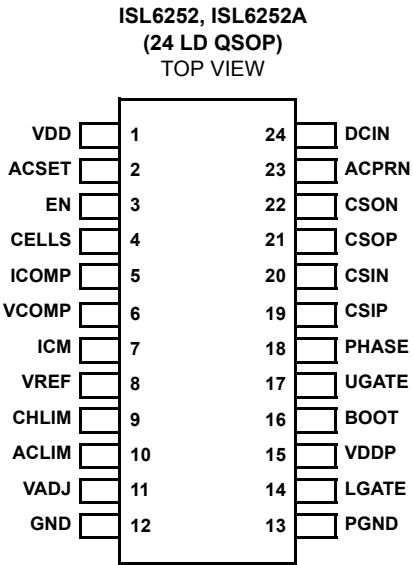 ISL6252, ISL6252A
(24 LD QSOP)
TOP VIEW
VDD 1 24 DCIN
ACSET 2 23 ACPRN
EN 3 22 CSON
CELLS 4 21 CSOP
ICOMP 5 20 CSIN
VCOMP 6 19 CSIP
ICM 7 18 PHASE
VREF 8 17 UGATE
CHLIM 9 16 BOOT
ACLIM 10 15 VDDP
VADJ 11 14 LGATE
GND 12 13 PGND